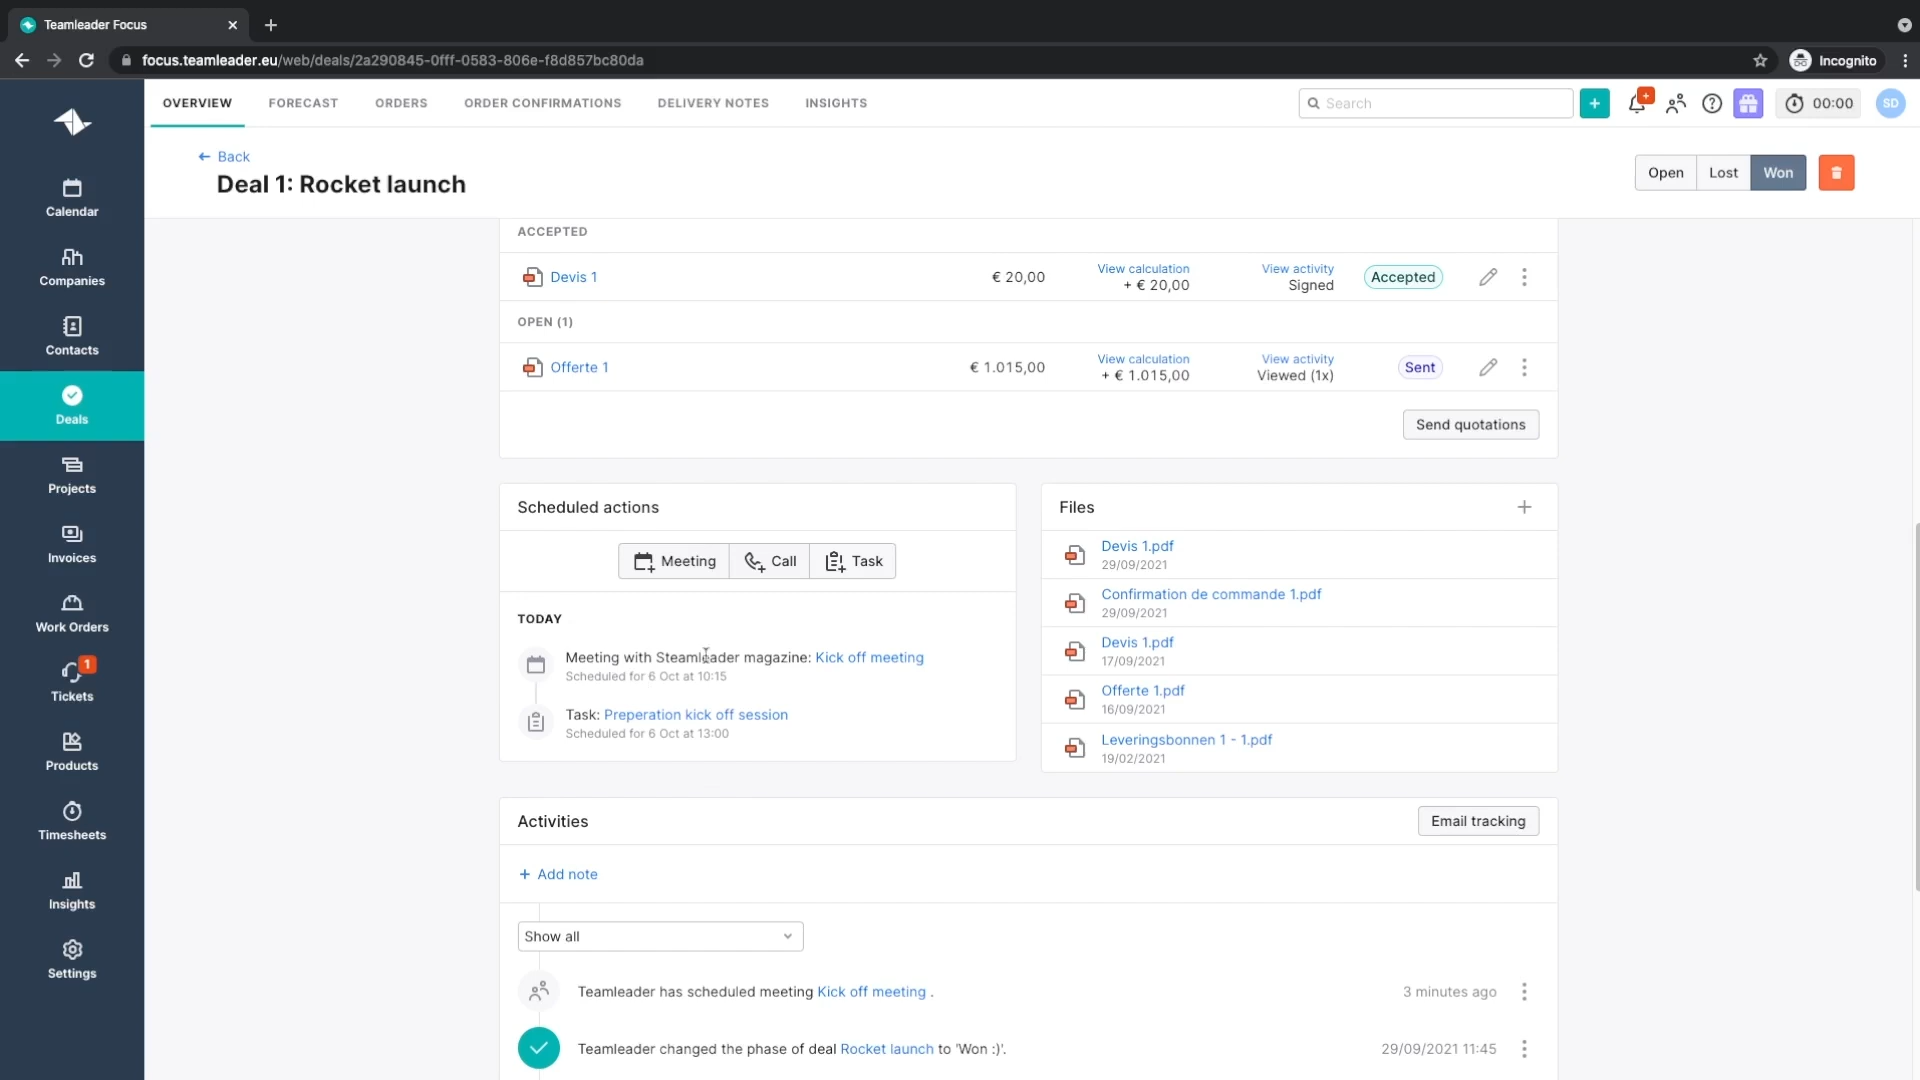 Teamleader Focus
focus.teamleader.eu/web/deals/2a290845-0fff-0583-806e-f8d857bc80da
Incognito
OVERVIEW FORECAST ORDERS ORDER CONFIRMATIONS DELIVERY NOTES INSIGHTS
Search
00:00
SD
Back
Deal 1: Rocket launch
Open Lost Won
Calendar
Companies
Contacts
Deals
Projects
Invoices
Work Orders
1
Tickets
Products
Timesheets
Insights
Settings
ACCEPTED
Devis 1
€ 20,00
View calculation
+ € 20,00
View activity
Signed
Accepted
OPEN (1)
Offerte 1
€ 1.015,00
View calculation
+ € 1.015,00
View activity
Viewed (1x)
Sent
Send quotations
Scheduled actions
Meeting Call Task
TODAY
Meeting with Steamleader magazine: Kick off meeting
Scheduled for 6 Oct at 10:15
Task: Preperation kick off session
Scheduled for 6 Oct at 13:00
Files
Devis 1.pdf
29/09/2021
Confirmation de commande 1.pdf
29/09/2021
Devis 1.pdf
17/09/2021
Offerte 1.pdf
16/09/2021
Leveringsbonnen 1 - 1.pdf
19/02/2021
Activities
Email tracking
+ Add note
Show all
Teamleader has scheduled meeting Kick off meeting .
3 minutes ago
Teamleader changed the phase of deal Rocket launch to 'Won :)'.
29/09/2021 11:45